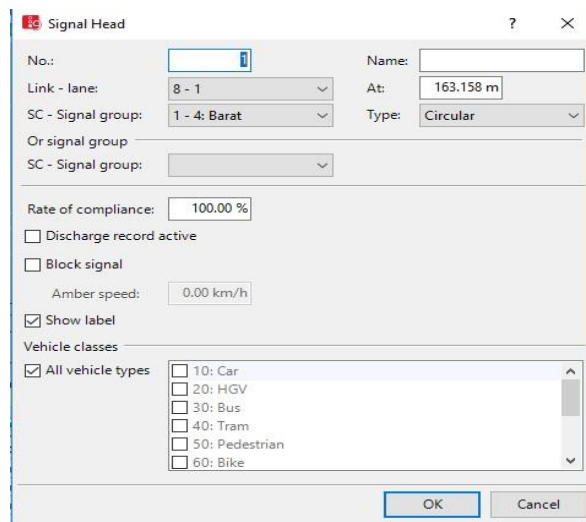 Signal Head ? ×
No.: 1 Name:
Link - lane: 8 - 1 At: 163.158 m
SC - Signal group: 1 - 4: Barat Type: Circular
Or signal group
SC - Signal group:
Rate of compliance: 100.00 %
Discharge record active
Block signal
Amber speed: 0.00 km/h
Show label
Vehicle classes
All vehicle types 10: Car
20: HGV
30: Bus
40: Tram
50: Pedestrian
60: Bike
OK Cancel